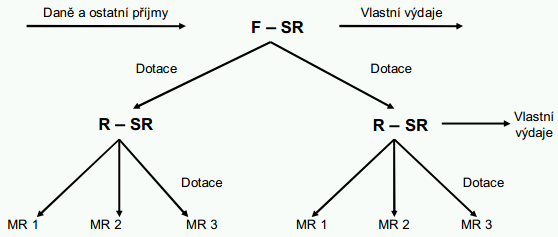 Daně a ostatní příjmy
F – SR
Vlastní výdaje
Dotace
Dotace
R – SR
R – SR
Vlastní
výdaje
Dotace
Dotace
MR 1
MR 2
MR 3
MR 1
MR 2
MR 3